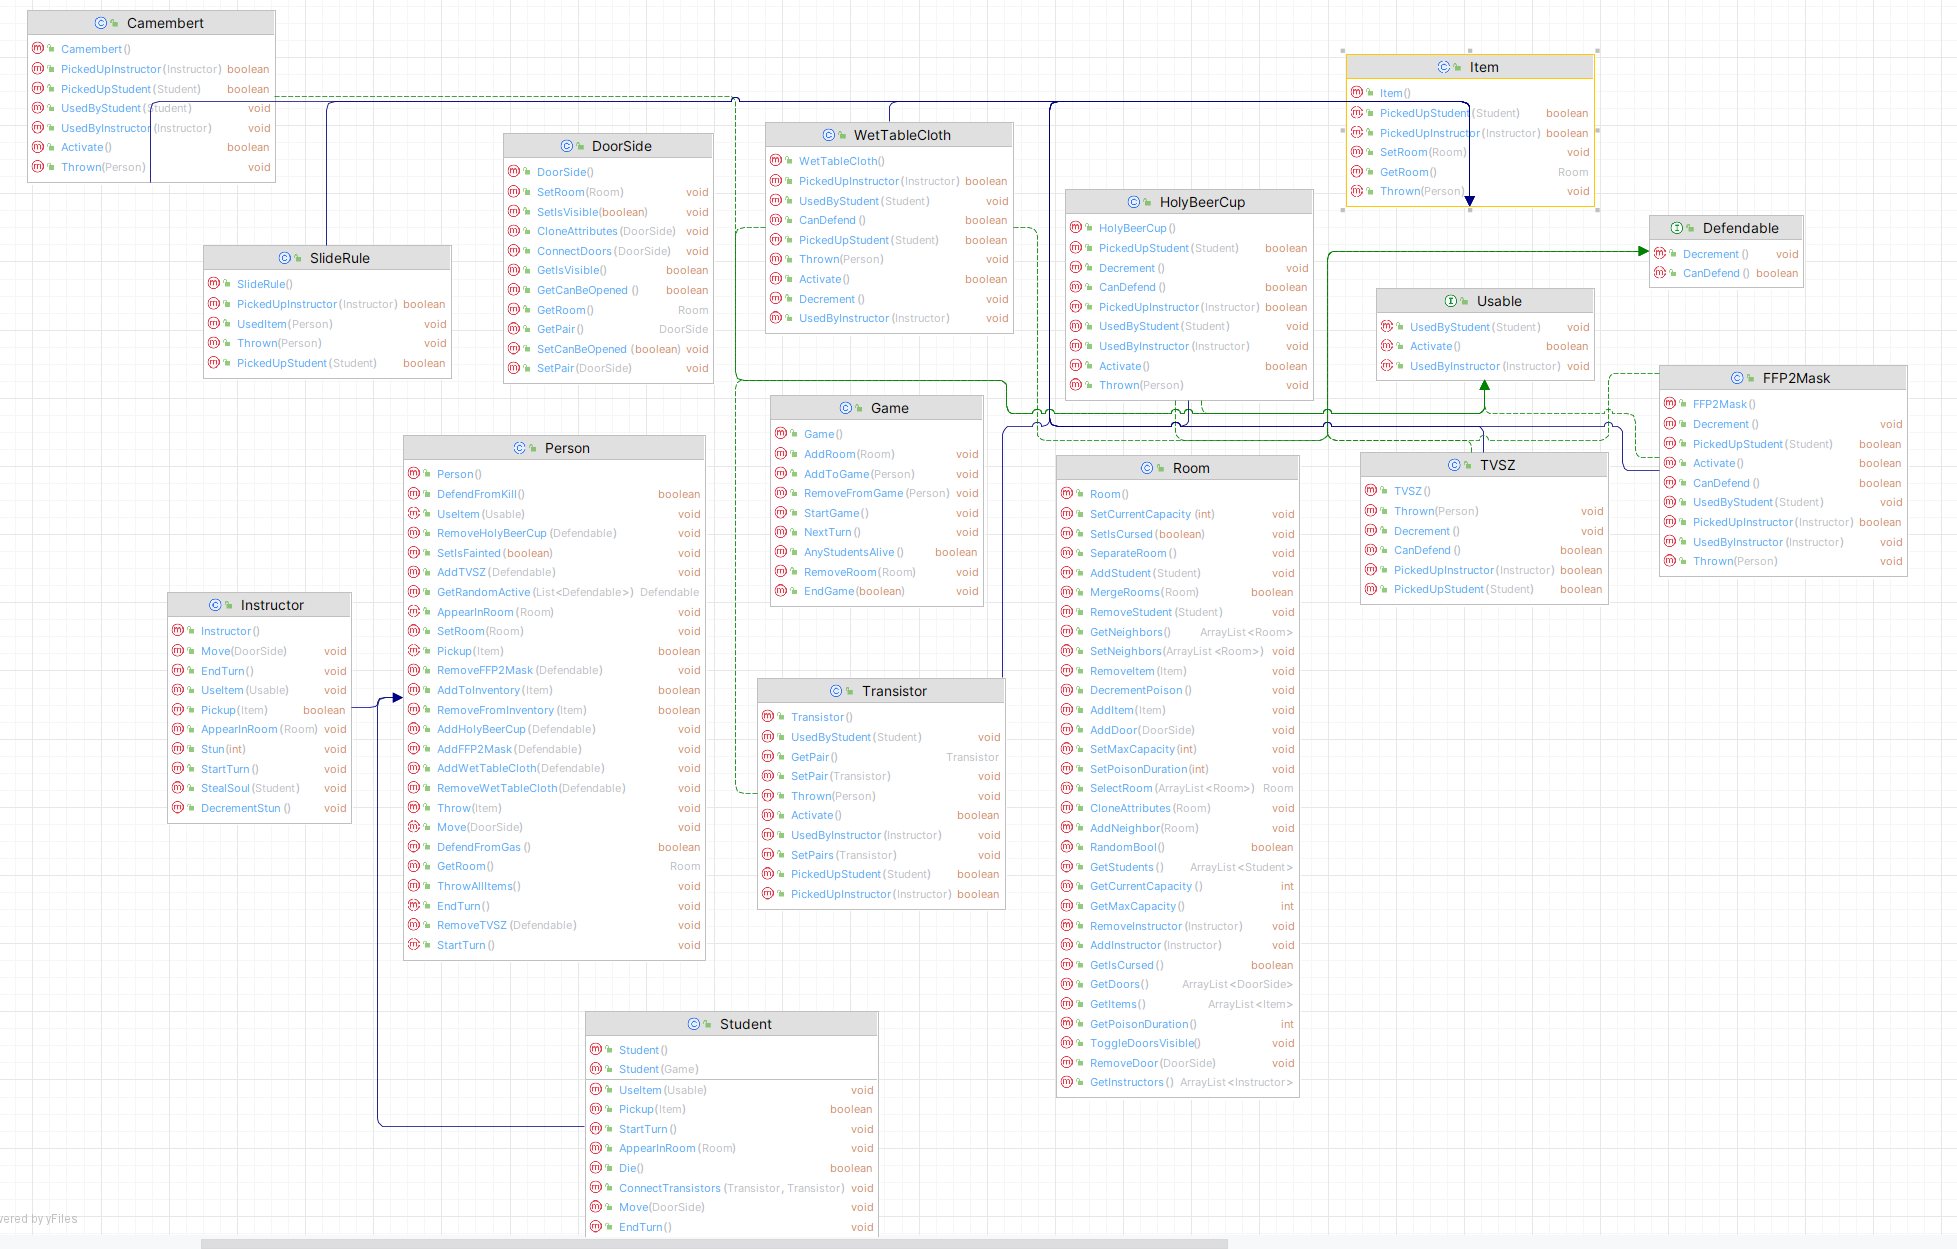 Camembert
Camembert()
PickedUpInstructor(Instructor) boolean
PickedUpStudent(Student) boolean
UsedByStudent(Student) void
UsedByInstructor(Instructor) void
Activate() boolean
Thrown(Person) void
SlideRule
SlideRule()
PickedUpInstructor(Instructor) boolean
UsedItem(Person) void
Thrown(Person) void
PickedUpStudent(Student) boolean
DoorSide
DoorSide()
SetRoom(Room) void
SetIsVisible(boolean) void
CloneAttributes(DoorSide) void
ConnectDoors(DoorSide) void
GetIsVisible() boolean
GetCanBeOpened() boolean
GetRoom() Room
GetPair() DoorSide
SetCanBeOpened(boolean) void
SetPair(DoorSide) void
WetTableCloth
WetTableCloth()
PickedUpInstructor(Instructor) boolean
UsedByStudent(Student) void
CanDefend() boolean
PickedUpStudent(Student) boolean
Thrown(Person) void
Activate() boolean
Decrement() void
UsedByInstructor(Instructor) void
HolyBeerCup
HolyBeerCup()
PickedUpStudent(Student) boolean
Decrement() void
CanDefend() boolean
PickedUpInstructor(Instructor) boolean
UsedByStudent(Student) void
UsedByInstructor(Instructor) void
Activate() boolean
Thrown(Person) void
Item
Item()
PickedUpStudent(Student) boolean
PickedUpInstructor(Instructor) boolean
SetRoom(Room) void
GetRoom() Room
Thrown(Person) void
Defendable
Decrement() void
CanDefend() boolean
Usable
UsedByStudent(Student) void
Activate() boolean
UsedByInstructor(Instructor) void
FFP2Mask
FFP2Mask()
Decrement() void
PickedUpStudent(Student) boolean
Activate() boolean
CanDefend() boolean
UsedByStudent(Student) void
PickedUpInstructor(Instructor) boolean
UsedByInstructor(Instructor) void
Thrown(Person) void
Game
Game()
AddRoom(Room) void
AddToGame(Person) void
RemoveFromGame(Person) void
StartGame() void
NextTurn() void
AnyStudentsAlive() boolean
RemoveRoom(Room) void
EndGame(boolean) void
Person
Person()
DefendFromKill() boolean
UseItem(Usable) void
RemoveHolyBeerCup(Defendable) void
SetIsFainted(boolean) void
AddTVSZ(Defendable) void
GetRandomActive(List<Defendable>) Defendable
AppearInRoom(Room) void
SetRoom(Room) void
Pickup(Item) boolean
RemoveFFP2Mask(Defendable) void
AddToInventory(Item) boolean
RemoveFromInventory(Item) boolean
AddHolyBeerCup(Defendable) void
AddFFP2Mask(Defendable) void
AddWetTableCloth(Defendable) void
RemoveWetTableCloth(Defendable) void
Throw(Item) void
Move(DoorSide) void
DefendFromGas() boolean
GetRoom() Room
ThrowAllItems() void
EndTurn() void
RemoveTVSZ(Defendable) void
StartTurn() void
TVSZ
TVSZ()
Thrown(Person) void
Decrement() void
CanDefend() boolean
PickedUpInstructor(Instructor) boolean
PickedUpStudent(Student) boolean
Room
Room()
SetCurrentCapacity(int) void
SetIsCursed(boolean) void
SeparateRoom() void
AddStudent(Student) void
MergeRooms(Room) boolean
RemoveStudent(Student) void
GetNeighbors() ArrayList<Room>
SetNeighbors(ArrayList<Room>) void
RemoveItem(Item) void
DecrementPoison() void
AddItem(Item) void
AddDoor(DoorSide) void
SetMaxCapacity(int) void
SetPoisonDuration(int) void
SelectRoom(ArrayList<Room>) Room
CloneAttributes(Room) void
AddNeighbor(Room) void
RandomBool() boolean
GetStudents() ArrayList<Student>
GetCurrentCapacity() int
GetMaxCapacity() int
RemoveInstructor(Instructor) void
AddInstructor(Instructor) void
GetIsCursed() boolean
GetDoors() ArrayList<DoorSide>
GetItems() ArrayList<Item>
GetPoisonDuration() int
ToggleDoorsVisible() void
RemoveDoor(DoorSide) void
GetInstructors() ArrayList<Instructor>
Instructor
Instructor()
Move(DoorSide) void
EndTurn() void
UseItem(Usable) void
Pickup(Item) boolean
AppearInRoom(Room) void
Stun(int) void
StartTurn() void
StealSoul(Student) void
DecrementStun() void
Transistor
Transistor()
UsedByStudent(Student) void
GetPair() Transistor
SetPair(Transistor) void
Thrown(Person) void
Activate() boolean
UsedByInstructor(Instructor) void
SetPairs(Transistor) void
PickedUpStudent(Student) boolean
PickedUpInstructor(Instructor) boolean
Student
Student()
Student(Game)
UseItem(Usable) void
Pickup(Item) boolean
StartTurn() void
AppearInRoom(Room) void
Die() boolean
ConnectTransistors(Transistor, Transistor) void
Move(DoorSide) void
EndTurn() void
wered by yFiles